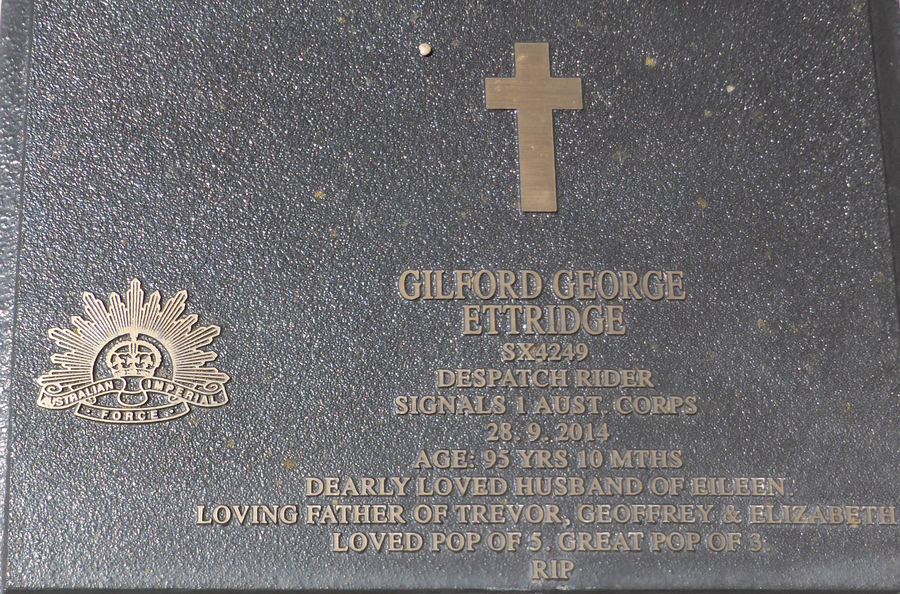 GILFORD GEORGE
ETTRIDGE
SX4249
DESPATCH RIDER
SIGNALS 1 AUST. CORPS
28. 9. 2014
AGE: 95 YRS 10 MTHS
DEARLY LOVED HUSBAND OF EILEEN
LOVING FATHER OF TREVOR, GEOFFREY & ELIZABETH
LOVED POP OF 5, GREAT POP OF 3
RIP
AUSTRALIAN IMPERIAL
FORCE